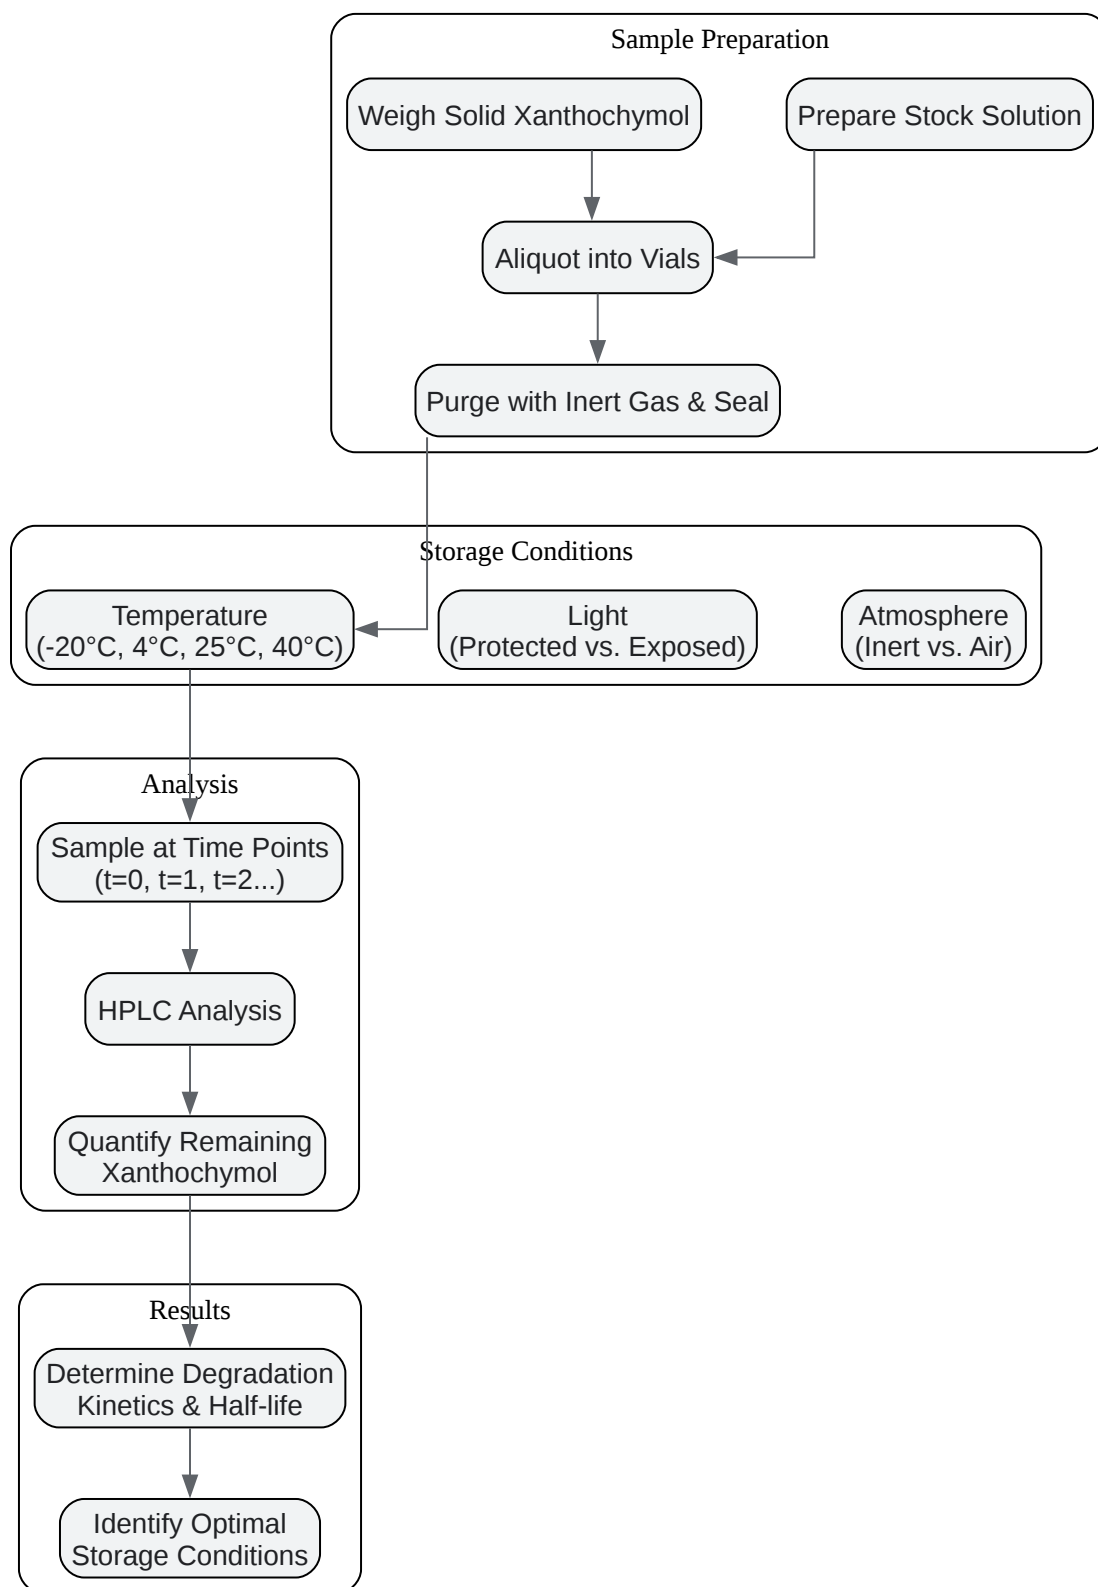 Sample Preparation
Weigh Solid Xanthochymol
Prepare Stock Solution
Aliquot into Vials
Purge with Inert Gas & Seal
Storage Conditions
Temperature
(-20°C, 4°C, 25°C, 40°C)
Light
(Protected vs. Exposed)
Atmosphere
(Inert vs. Air)
Analysis
Sample at Time Points
(t=0, t=1, t=2...)
HPLC Analysis
Quantify Remaining
Xanthochymol
Results
Determine Degradation
Kinetics & Half-life
Identify Optimal
Storage Conditions